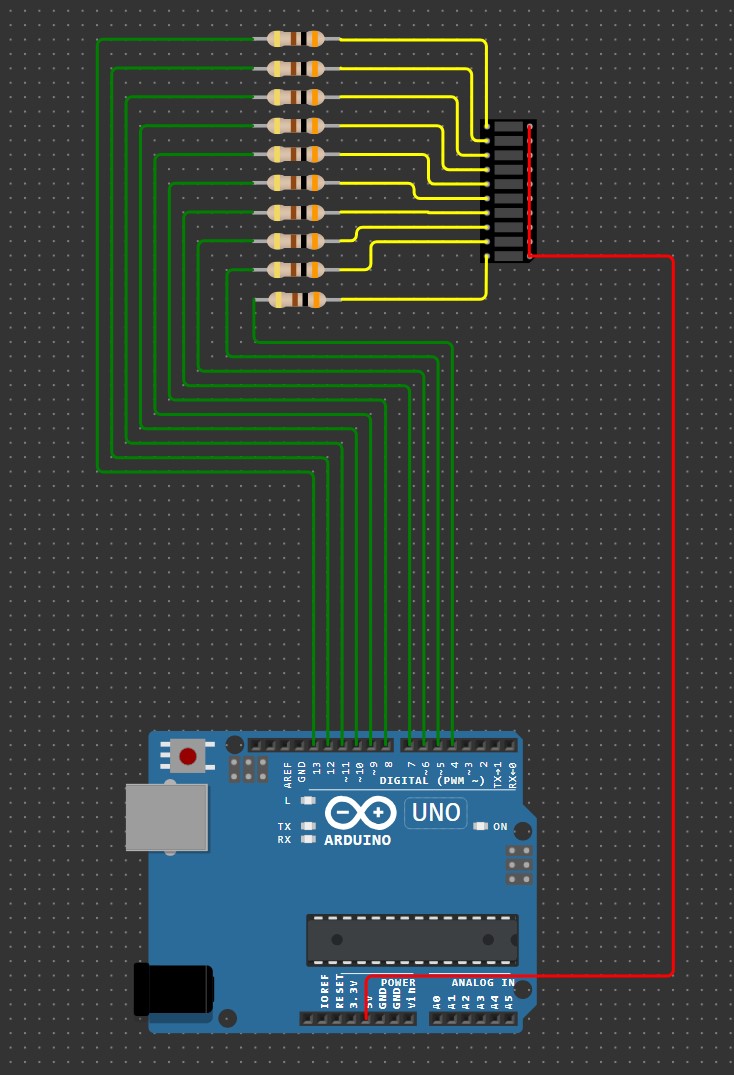 AREF
GND
13
12
~11
~10
~9
8
7
~6
~5
4
~3
2
TX→1
RX←0
DIGITAL (PWM ~)
L
TX
RX
UNO
ON
ARDUINO
IOREF
RESET
3.3V
5V
GND
GND
Vin
POWER
ANALOG IN
A0
A1
A2
A3
A4
A5